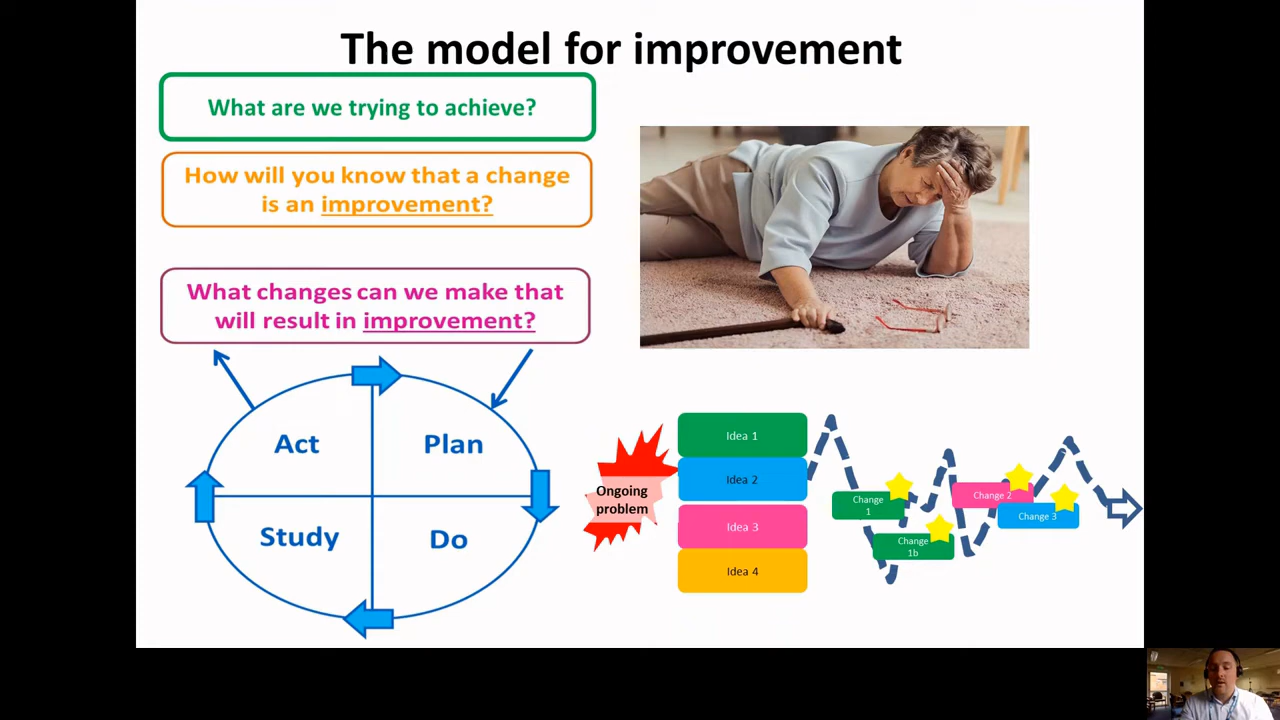 The model for improvement
What are we trying to achieve?
How will you know that a change
is an improvement?
What changes can we make that
will result in improvement?
Act
Plan
Study
Do
Ongoing
problem
Idea 1
Idea 2
Idea 3
Idea 4
Change
1
Change
1b
Change 2
Change 3